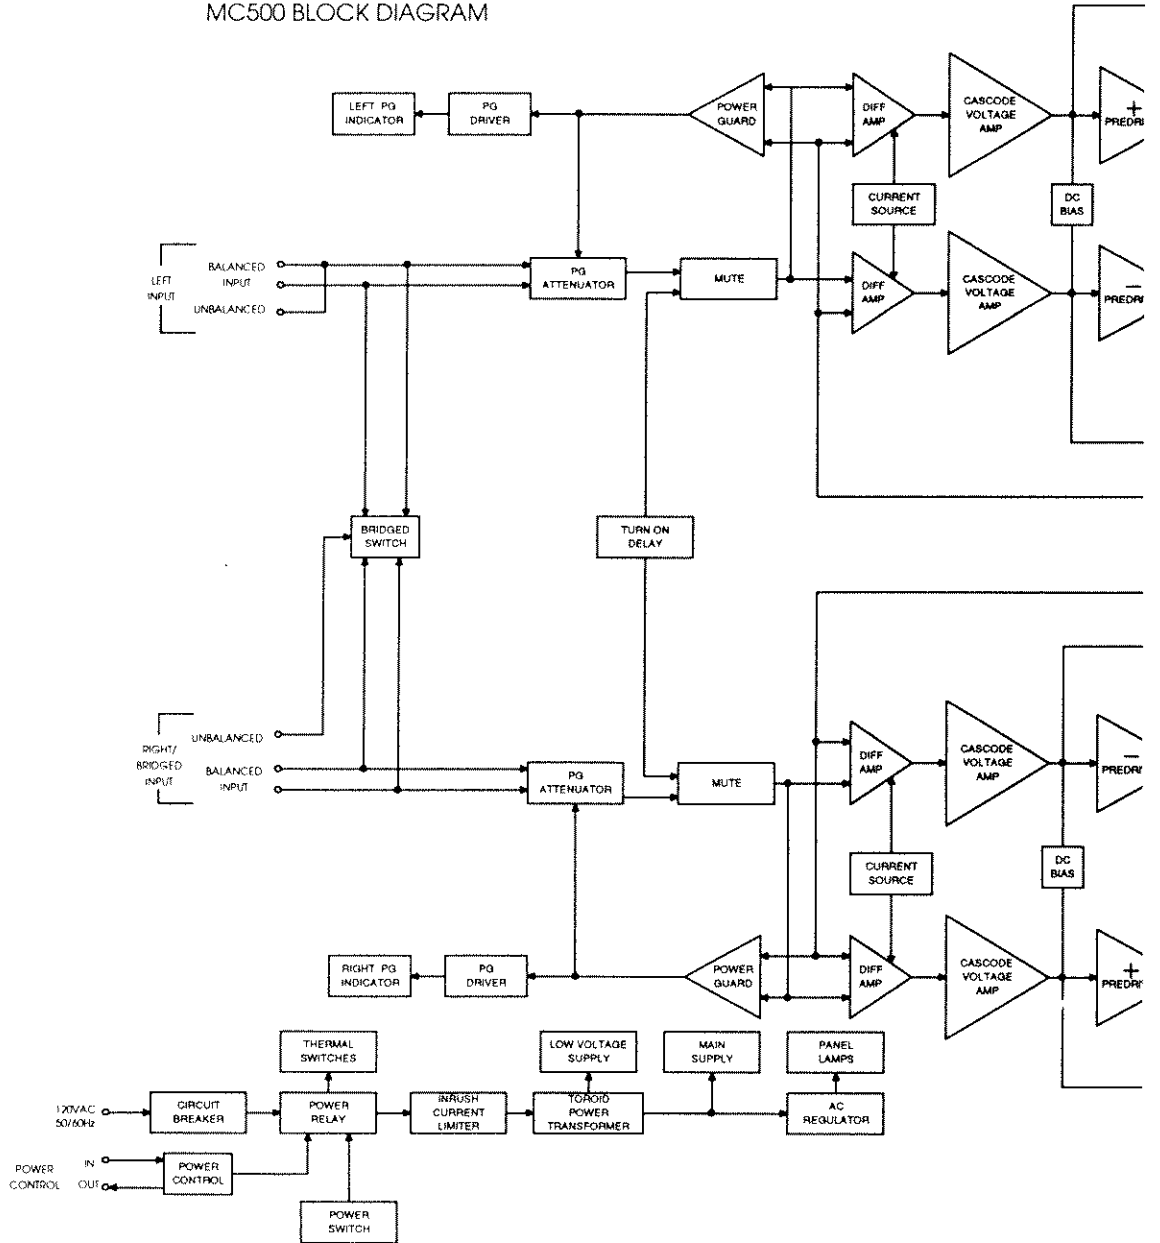 MC500 BLOCK DIAGRAM
LEFT PG
INDICATOR
PG
DRIVER
POWER
GUARD
DIFF
AMP
CASCODE
VOLTAGE
AMP
+
CURRENT
SOURCE
DC
BIAS
LEFT
INPUT
BALANCED
INPUT
UNBALANCED
PG
ATTENUATOR
MUTE
DIFF
AMP
CASCODE
VOLTAGE
AMP
−
BRIDGED
SWITCH
TURN ON
DELAY
RIGHT/
BRIDGED
INPUT
UNBALANCED
BALANCED
INPUT
PG
ATTENUATOR
MUTE
DIFF
AMP
CASCODE
VOLTAGE
AMP
−
CURRENT
SOURCE
DC
BIAS
RIGHT PG
INDICATOR
PG
DRIVER
POWER
GUARD
DIFF
AMP
CASCODE
VOLTAGE
AMP
+
THERMAL
SWITCHES
LOW VOLTAGE
SUPPLY
MAIN
SUPPLY
PANEL
LAMPS
120VAC
50/60Hz
CIRCUIT
BREAKER
POWER
RELAY
INRUSH
CURRENT
LIMITER
TOROID
POWER
TRANSFORMER
AC
REGULATOR
POWER
CONTROL
IN
OUT
POWER
CONTROL
POWER
SWITCH